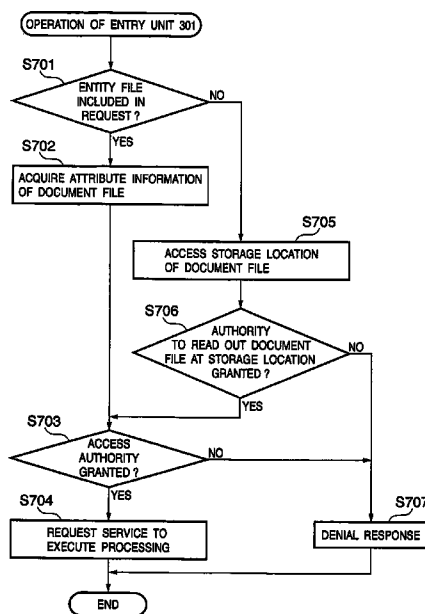 OPERATION OF ENTRY UNIT 301
S701
ENTITY FILE
INCLUDED IN
REQUEST ?
NO
YES
S702
ACQUIRE ATTRIBUTE INFORMATION
OF DOCUMENT FILE
S705
ACCESS STORAGE LOCATION
OF DOCUMENT FILE
S706
AUTHORITY
TO READ OUT DOCUMENT
FILE AT STORAGE LOCATION
GRANTED ?
NO
YES
S703
ACCESS
AUTHORITY
GRANTED ?
NO
YES
S704
REQUEST SERVICE TO
EXECUTE PROCESSING
S707
DENIAL RESPONSE
END